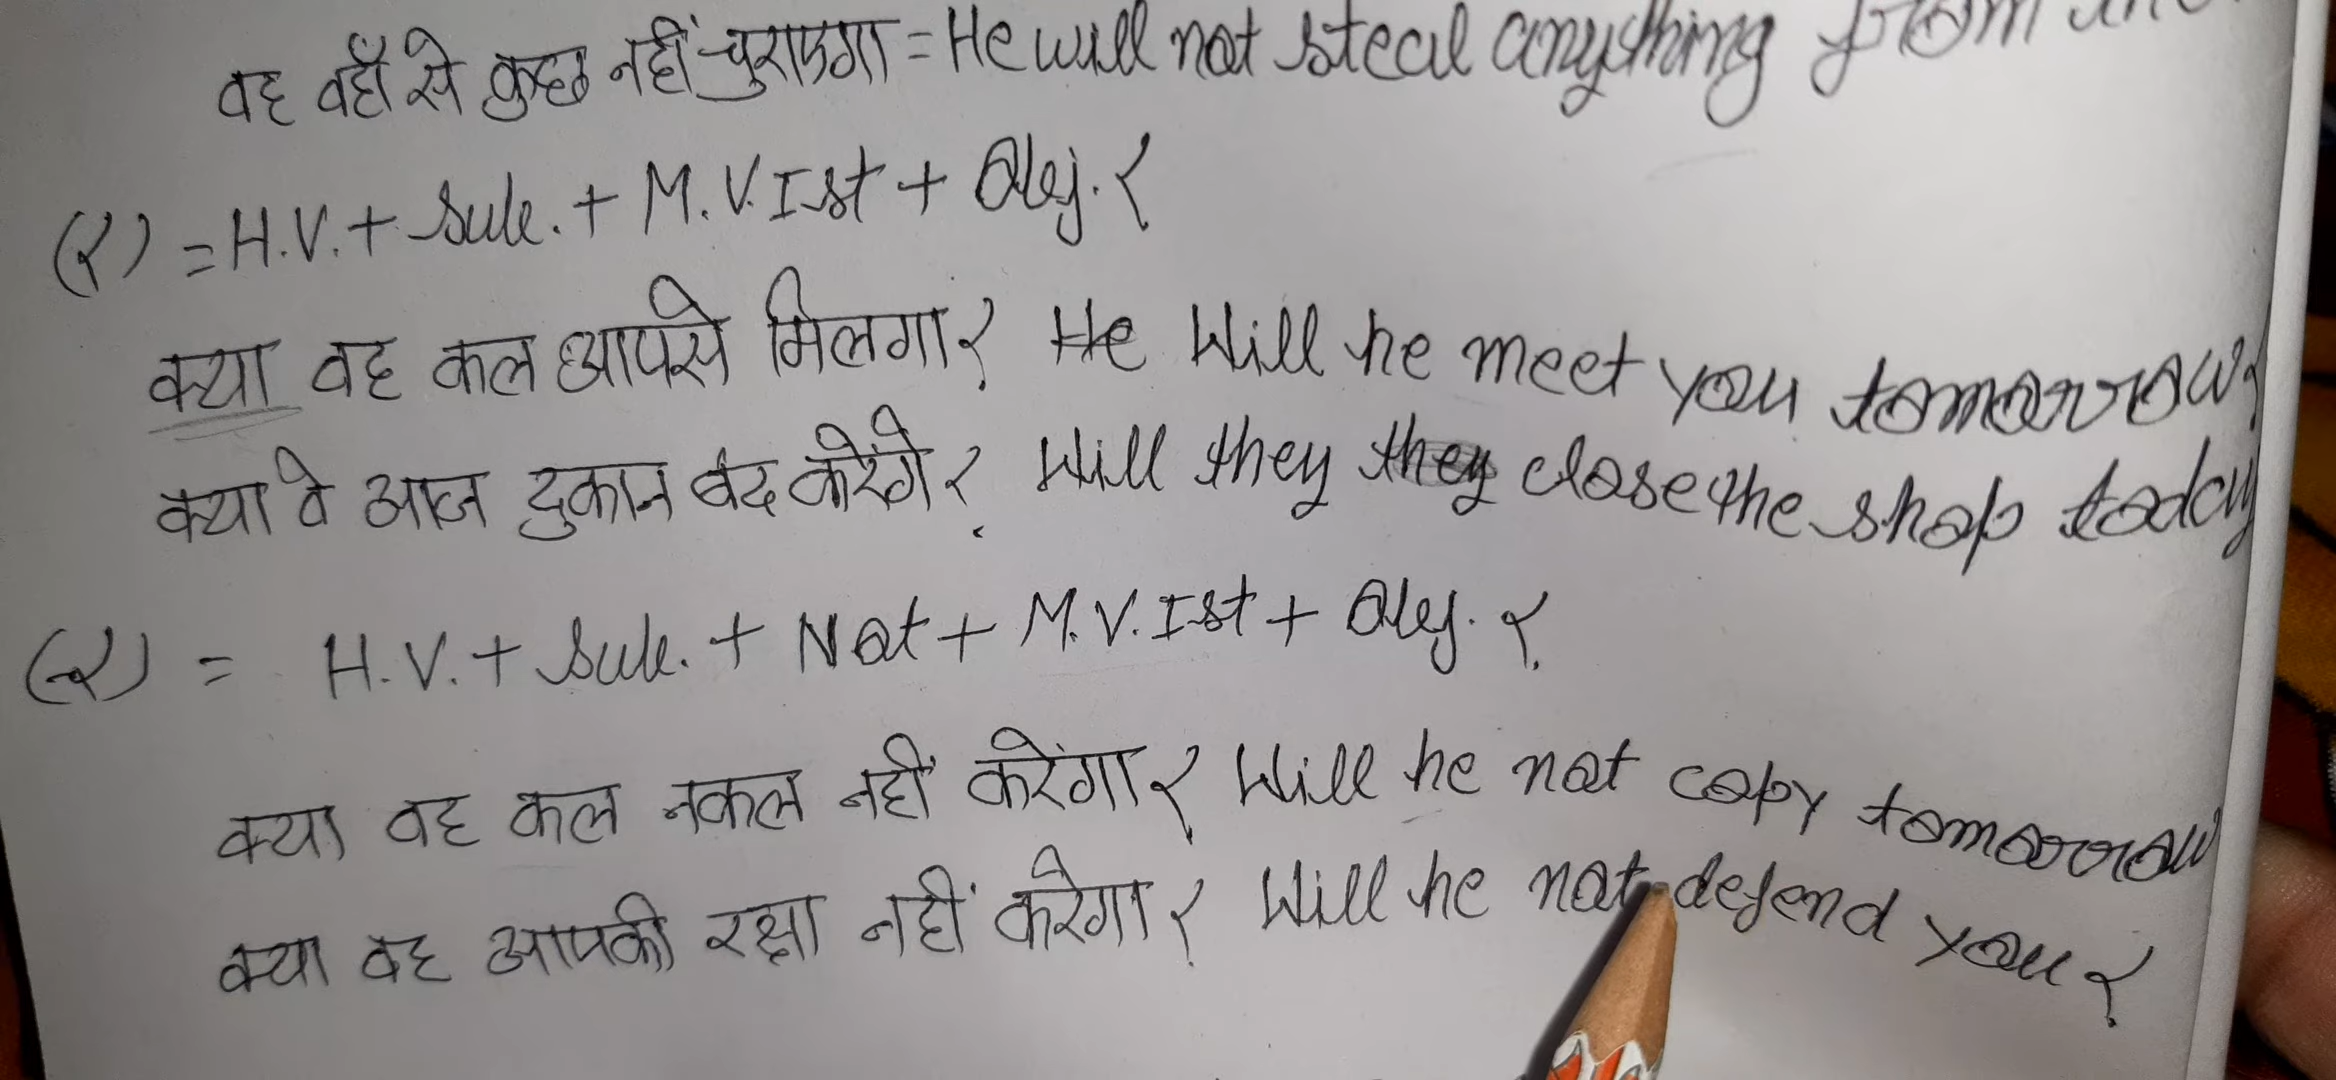 वह वहाँ से कुछ नहीं चुराएगा = He will not steal anything from
(?) = H.V. + Sub. + M.V. Ist + Obj. ?
क्या वह कल आपसे मिलगा? He Will he meet you tomorrow?
क्या वे आज दुकान बंद करेंगे? Will they they close the shop today
(-?) = H.V. + Sub. + Not + M.V. Ist + Obj. ?
क्या वह कल नकल नहीं करेंगा? Will he not copy tomorrow
क्या वह आपकी रक्षा नहीं करेगा? Will he not defend you?